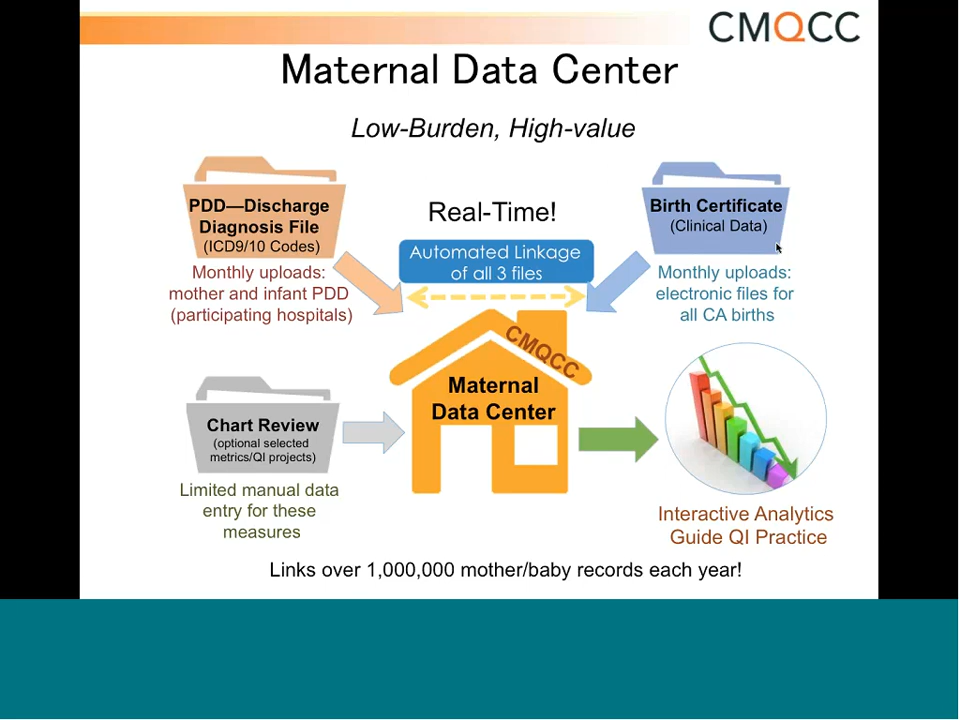 CMQCC
Maternal Data Center
Low-Burden, High-value
PDD—Discharge
Diagnosis File
(ICD9/10 Codes)
Monthly uploads:
mother and infant PDD
(participating hospitals)
Real-Time!
Automated Linkage
of all 3 files
Birth Certificate
(Clinical Data)
Monthly uploads:
electronic files for
all CA births
CMQCC
Maternal
Data Center
Chart Review
(optional selected
metrics/QI projects)
Limited manual data
entry for these
measures
Interactive Analytics
Guide QI Practice
Links over 1,000,000 mother/baby records each year!